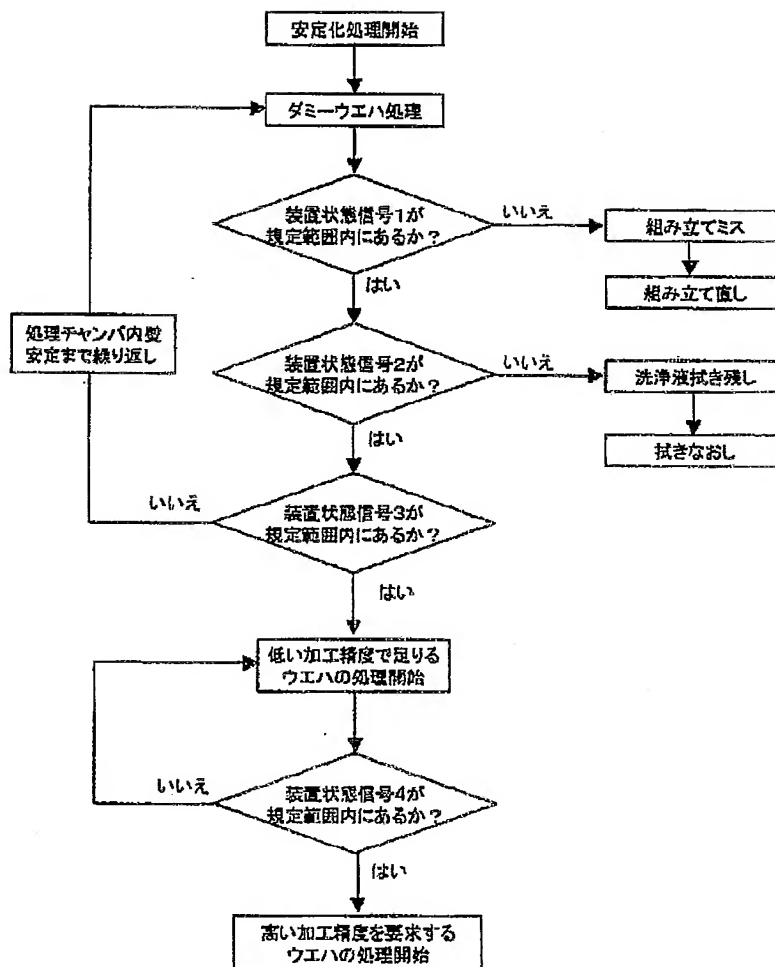 安定化処理開始
ダミーウエハ処理
装置状態信号1が
規定範囲内にあるか？
いいえ
組み立てミス
組み立て直し
はい
処理チャンバ内壁
安定まで繰り返し
装置状態信号2が
規定範囲内にあるか？
いいえ
洗浄液拭き残し
拭きなおし
はい
いいえ
装置状態信号3が
規定範囲内にあるか？
はい
低い加工精度で足りる
ウエハの処理開始
いいえ
装置状態信号4が
規定範囲内にあるか？
はい
高い加工精度を要求する
ウエハの処理開始